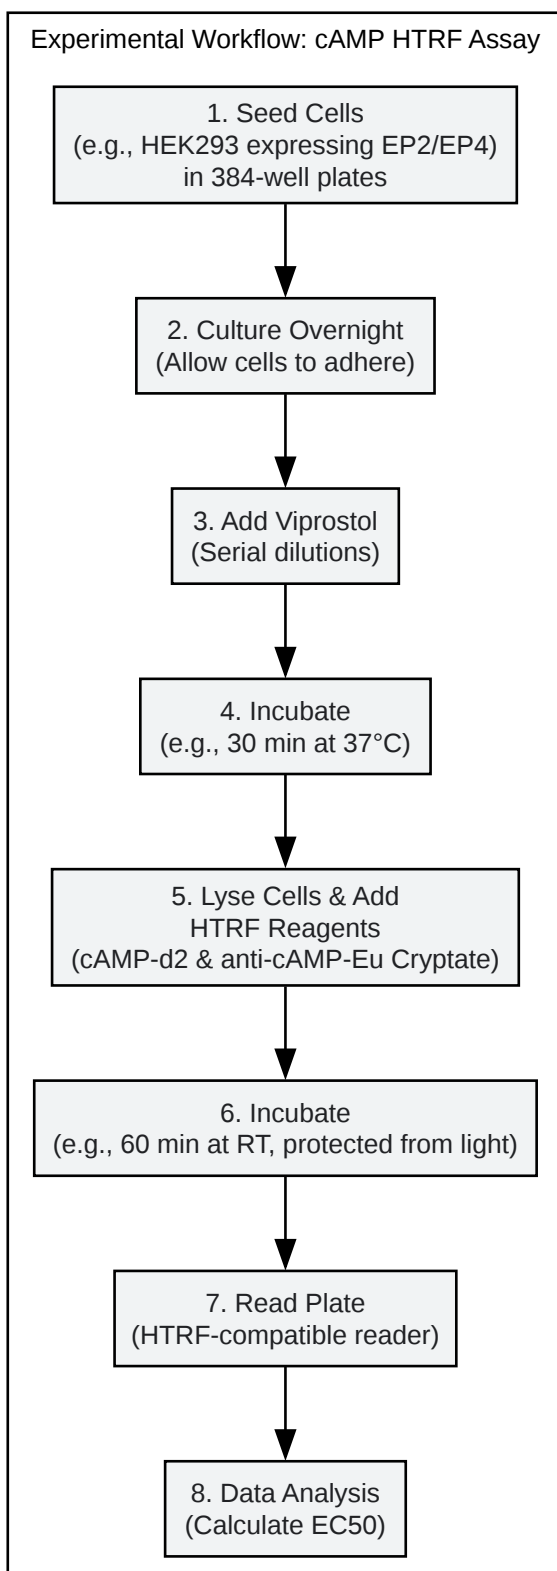 Experimental Workflow: cAMP HTRF Assay
1. Seed Cells
(e.g., HEK293 expressing EP2/EP4)
in 384-well plates
2. Culture Overnight
(Allow cells to adhere)
3. Add Viprostol
(Serial dilutions)
4. Incubate
(e.g., 30 min at 37°C)
5. Lyse Cells & Add
HTRF Reagents
(cAMP-d2 & anti-cAMP-Eu Cryptate)
6. Incubate
(e.g., 60 min at RT, protected from light)
7. Read Plate
(HTRF-compatible reader)
8. Data Analysis
(Calculate EC50)